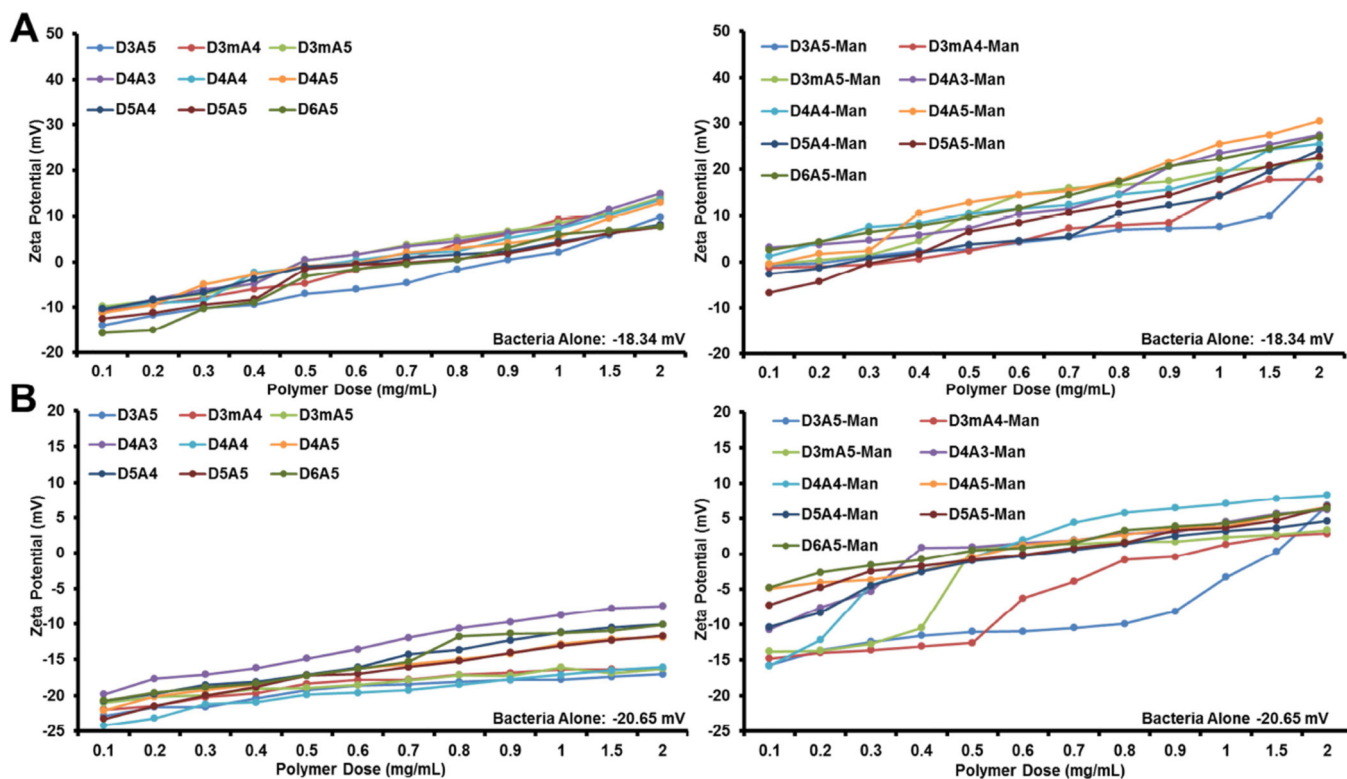 A
D3A5 D3mA4 D3mA5
D4A3 D4A4 D4A5
D5A4 D5A5 D6A5
Zeta Potential (mV)
50
40
30
20
10
0
-10
-20
Bacteria Alone: -18.34 mV
0.1 0.2 0.3 0.4 0.5 0.6 0.7 0.8 0.9 1 1.5 2
Polymer Dose (mg/mL)
D3A5-Man D3mA4-Man
D3mA5-Man D4A3-Man
D4A4-Man D4A5-Man
D5A4-Man D5A5-Man
D6A5-Man
Zeta Potential (mV)
50
40
30
20
10
0
-10
-20
Bacteria Alone: -18.34 mV
0.1 0.2 0.3 0.4 0.5 0.6 0.7 0.8 0.9 1 1.5 2
Polymer Dose (mg/mL)
B
D3A5 D3mA4 D3mA5
D4A3 D4A4 D4A5
D5A4 D5A5 D6A5
Zeta Potential (mV)
20
15
10
5
0
-5
-10
-15
-20
-25
Bacteria Alone: -20.65 mV
0.1 0.2 0.3 0.4 0.5 0.6 0.7 0.8 0.9 1 1.5 2
Polymer Dose (mg/mL)
D3A5-Man D3mA4-Man
D3mA5-Man D4A3-Man
D4A4-Man D4A5-Man
D5A4-Man D5A5-Man
D6A5-Man
Zeta Potential (mV)
20
15
10
5
0
-5
-10
-15
-20
-25
Bacteria Alone -20.65 mV
0.1 0.2 0.3 0.4 0.5 0.6 0.7 0.8 0.9 1 1.5 2
Polymer Dose (mg/mL)